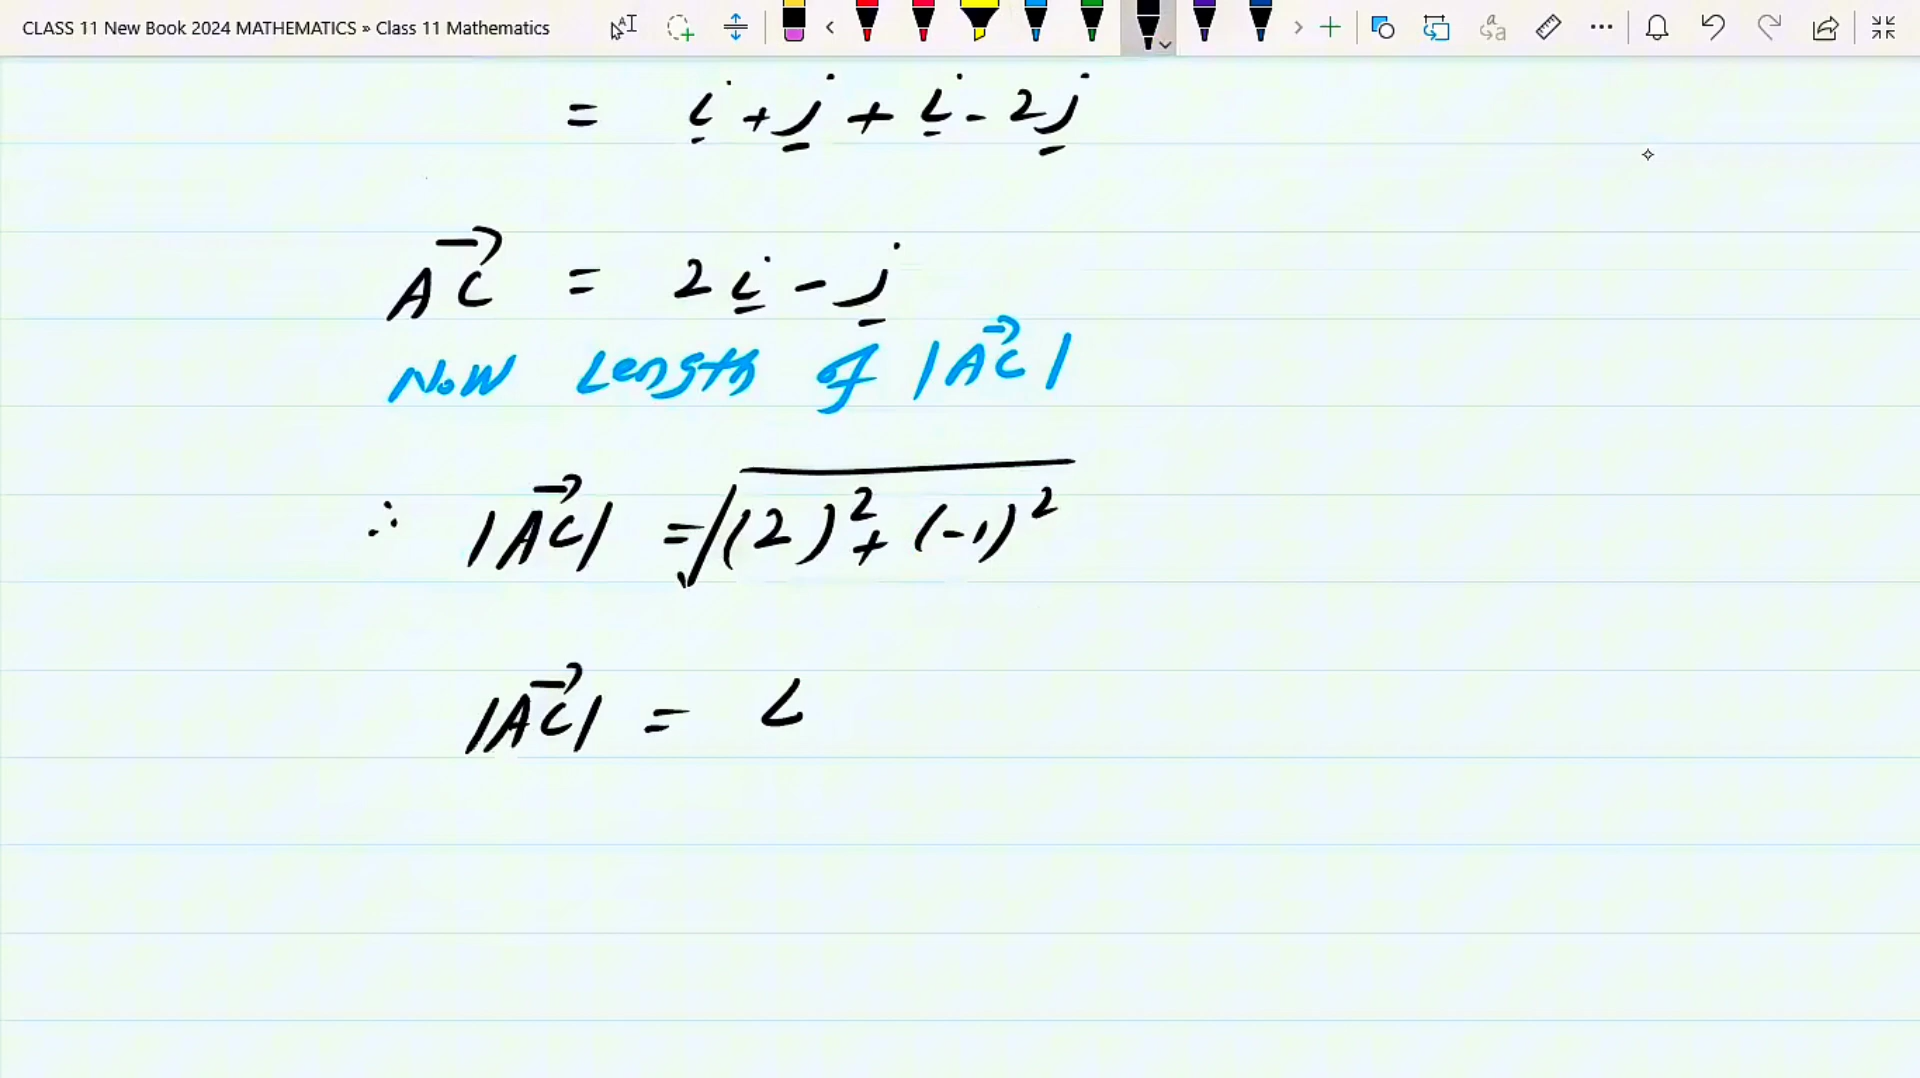 CLASS 11 New Book 2024 MATHEMATICS » Class 11 Mathematics
= i + j + i - 2j
AC⃗ = 2i - j
Now Length of |AC⃗|
∴ |AC⃗| = √((2)² + (-1)²)
|AC⃗| =